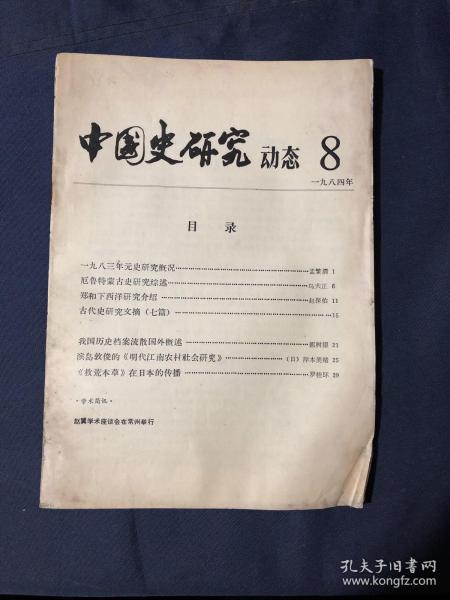 中国史研究 动态 8
一九八四年
目 录
一九八三年元史研究概况……孟繁清 1
厄鲁特蒙古史研究综述……马大正 6
郑和下西洋研究介绍……赵保佑 11
古代史研究文摘（七篇）……15
我国历史档案流散国外概述……郭树银 21
滨岛敦俊的《明代江南农村社会研究》……（日）岸本美绪 25
《救荒本草》在日本的传播……罗桂环 29
·学术简讯·
赵翼学术座谈会在常州举行
孔夫子旧书网
www.kongfz.com